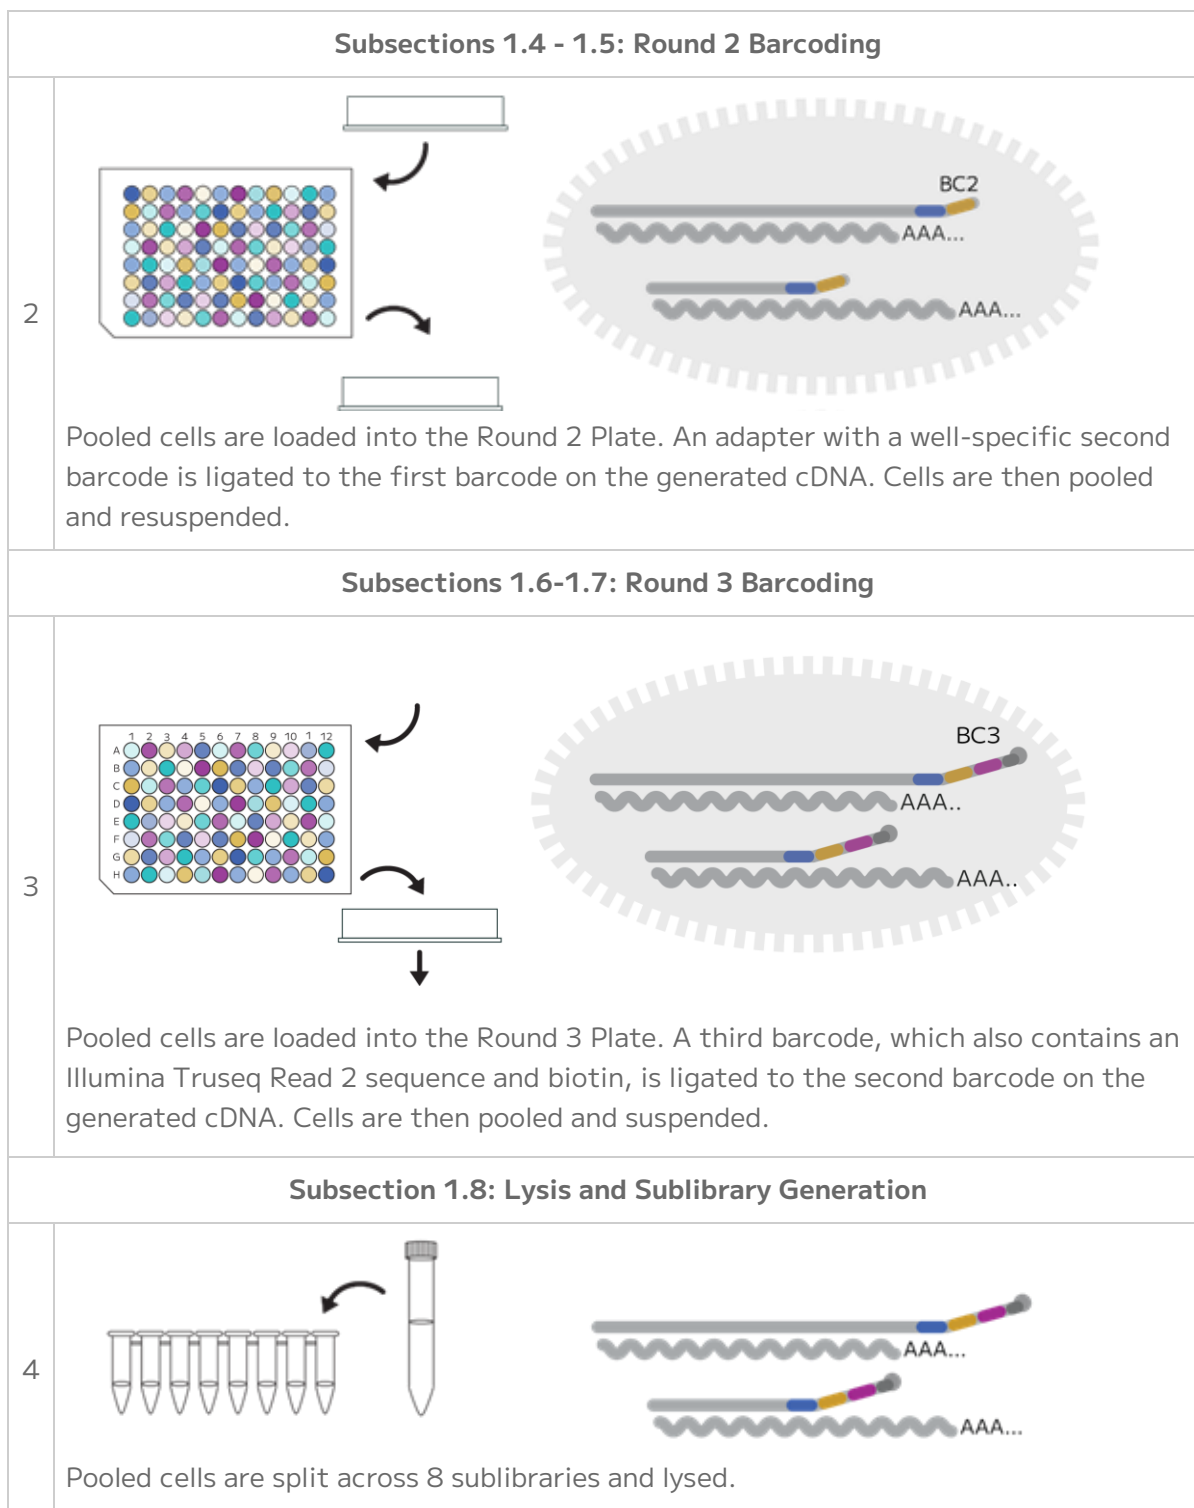 Subsections 1.4 - 1.5: Round 2 Barcoding
2
BC2
AAA...
AAA...
Pooled cells are loaded into the Round 2 Plate. An adapter with a well-specific second
barcode is ligated to the first barcode on the generated cDNA. Cells are then pooled
and resuspended.
Subsections 1.6-1.7: Round 3 Barcoding
3
1 2 3 4 5 6 7 8 9 10 1 12
A
B
C
D
E
F
G
H
BC3
AAA..
AAA..
Pooled cells are loaded into the Round 3 Plate. A third barcode, which also contains an
Illumina Truseq Read 2 sequence and biotin, is ligated to the second barcode on the
generated cDNA. Cells are then pooled and suspended.
Subsection 1.8: Lysis and Sublibrary Generation
4
AAA...
AAA...
Pooled cells are split across 8 sublibraries and lysed.